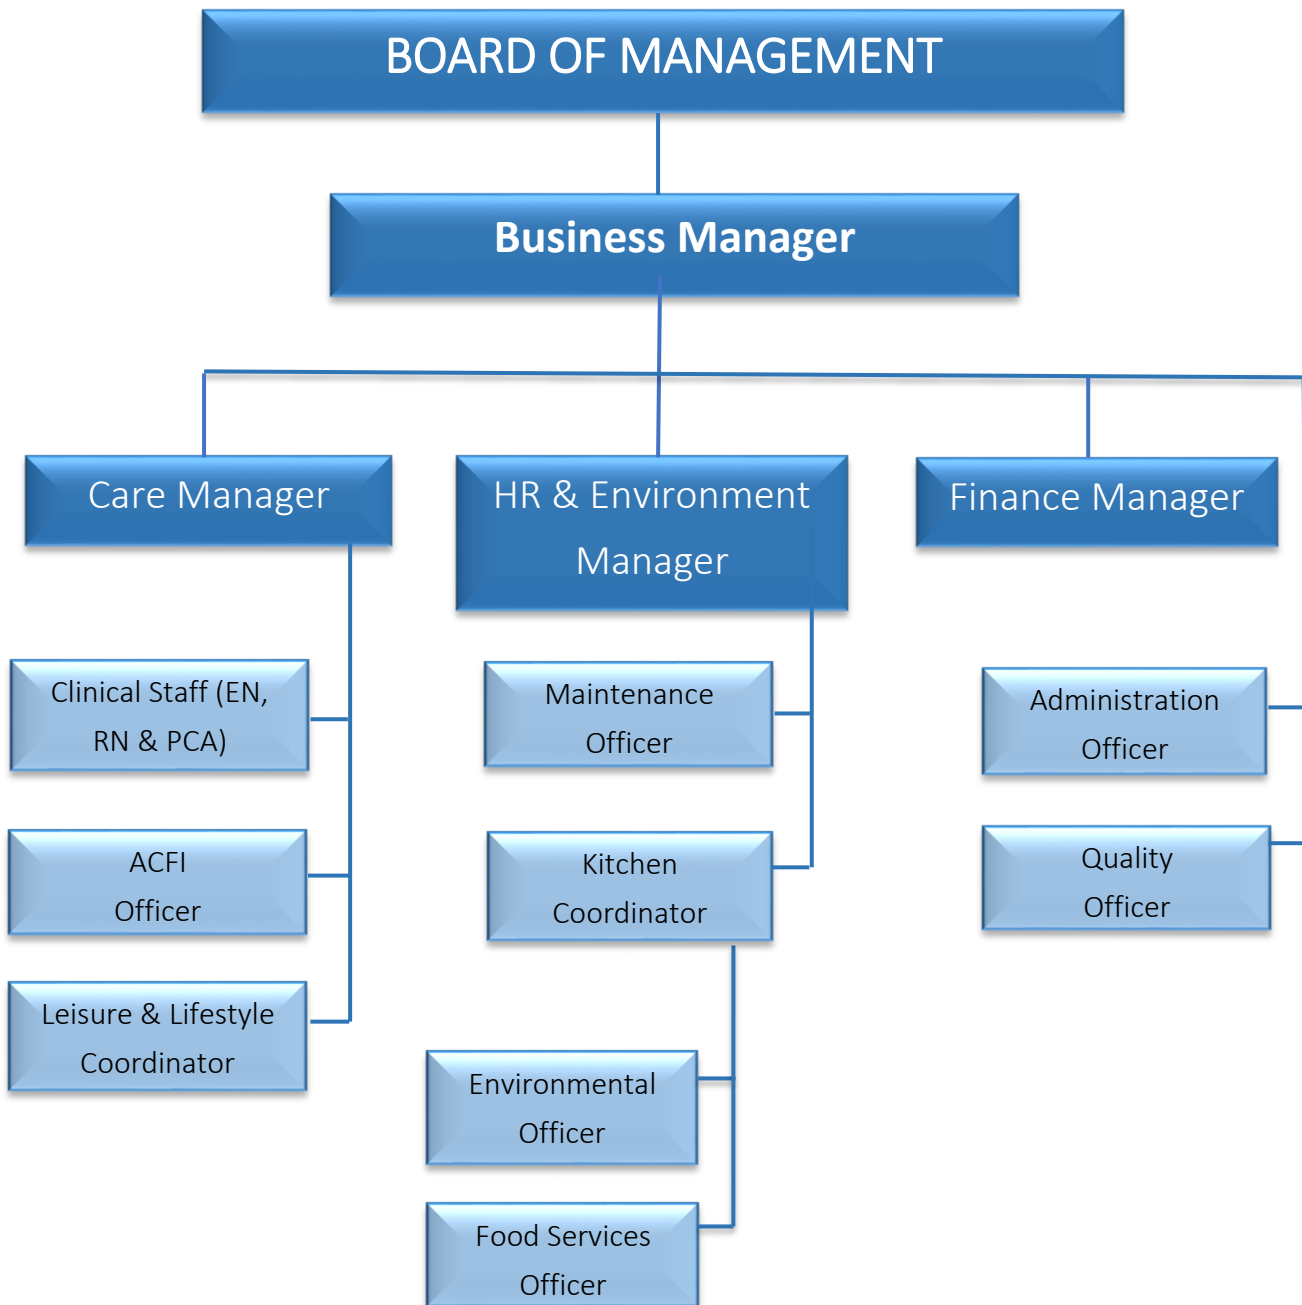 BOARD OF MANAGEMENT
Business Manager
Care Manager
HR & Environment
Manager
Finance Manager
Clinical Staff (EN,
RN & PCA)
Maintenance
Officer
Administration
Officer
ACFI
Officer
Kitchen
Coordinator
Quality
Officer
Leisure & Lifestyle
Coordinator
Environmental
Officer
Food Services
Officer